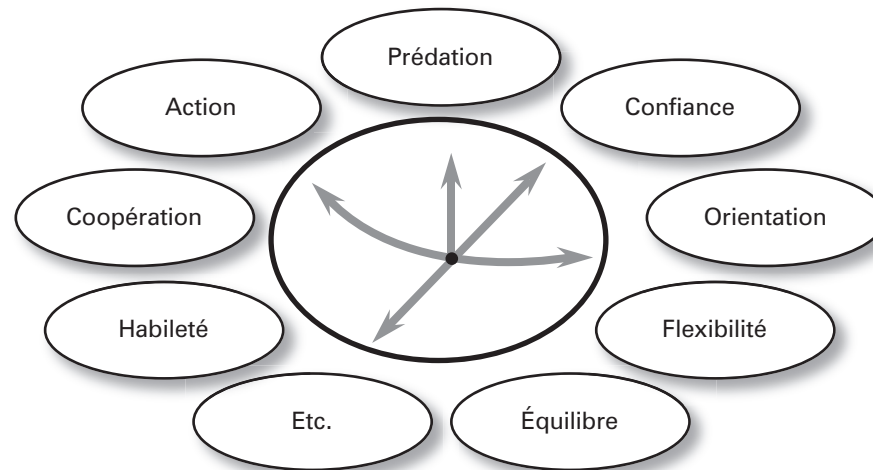 Prédation
Action
Confiance
Coopération
Orientation
Habileté
Flexibilité
Etc.
Équilibre